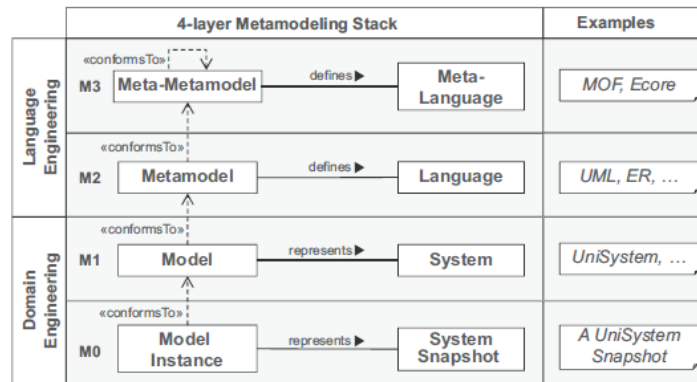 4-layer Metamodeling Stack
Examples
Language
Engineering
«conformsTo»
M3
Meta-Metamodel
defines ▶
Meta-
Language
MOF, Ecore
«conformsTo»
M2
Metamodel
defines ▶
Language
UML, ER, …
Domain
Engineering
«conformsTo»
M1
Model
represents ▶
System
UniSystem, …
«conformsTo»
M0
Model
Instance
represents ▶
System
Snapshot
A UniSystem
Snapshot